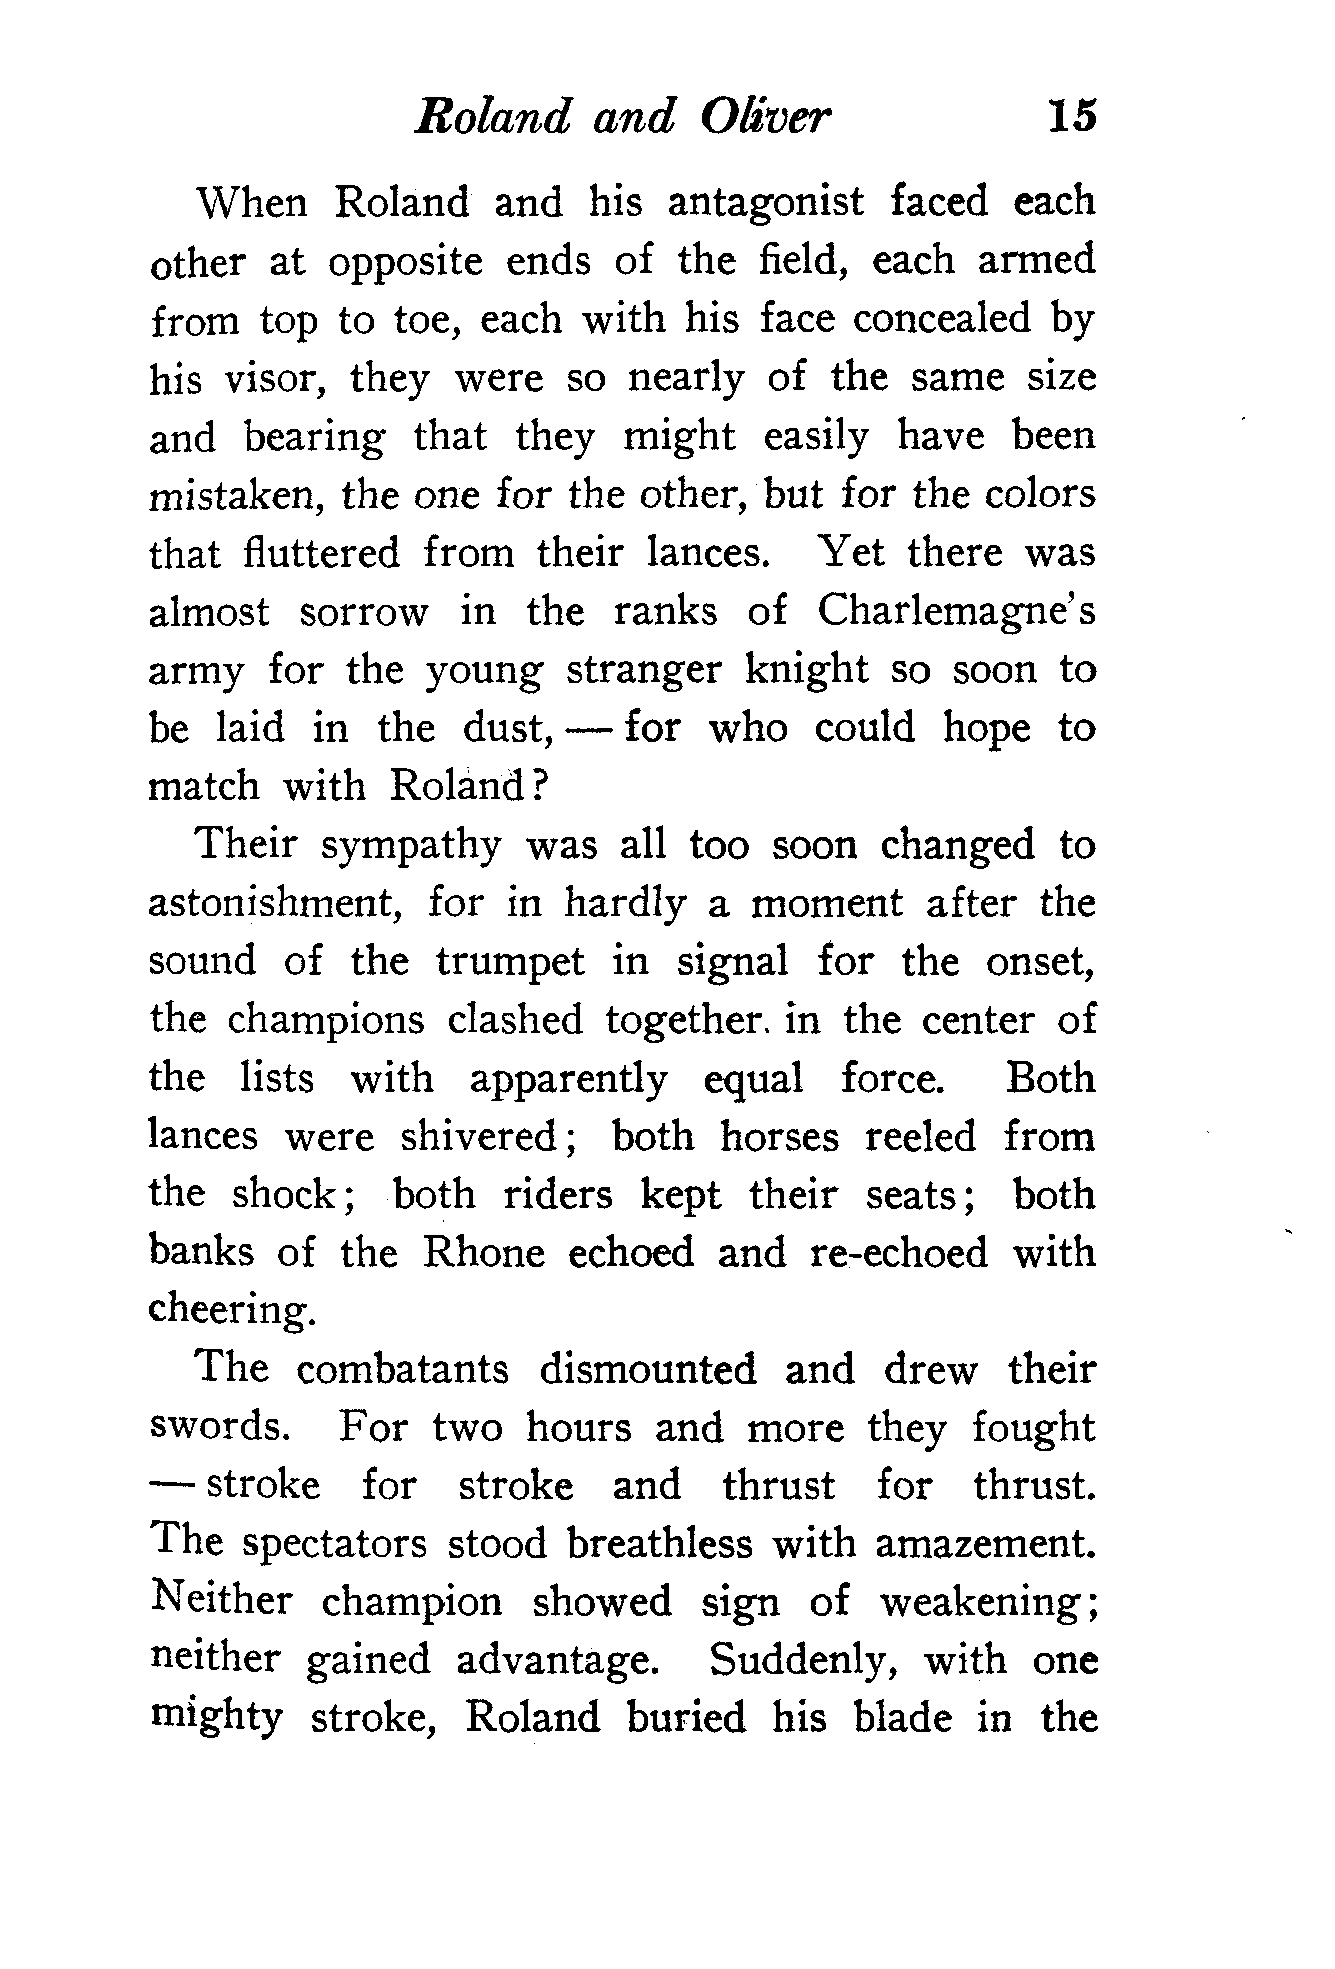 Roland and Oliver 15
When Roland and his antagonist faced each
other at opposite ends of the field, each armed
from top to toe, each with his face concealed by
his visor, they were so nearly of the same size
and bearing that they might easily have been
mistaken, the one for the other, but for the colors
that fluttered from their lances. Yet there was
almost sorrow in the ranks of Charlemagne's
army for the young stranger knight so soon to
be laid in the dust, — for who could hope to
match with Roland?
Their sympathy was all too soon changed to
astonishment, for in hardly a moment after the
sound of the trumpet in signal for the onset,
the champions clashed together. in the center of
the lists with apparently equal force. Both
lances were shivered; both horses reeled from
the shock; both riders kept their seats; both
banks of the Rhone echoed and re-echoed with
cheering.
The combatants dismounted and drew their
swords. For two hours and more they fought
— stroke for stroke and thrust for thrust.
The spectators stood breathless with amazement.
Neither champion showed sign of weakening;
neither gained advantage. Suddenly, with one
mighty stroke, Roland buried his blade in the